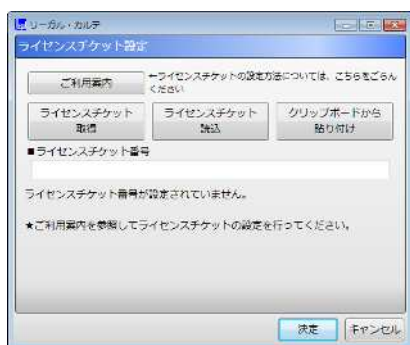 リーガル・カルテ
ライセンスチケット設定
ご利用案内
←ライセンスチケットの設定方法については、こちらをごらん
ください
ライセンスチケット
取得
ライセンスチケット
読込
クリップボードから
貼り付け
■ライセンスチケット番号
ライセンスチケット番号が設定されていません。
★ご利用案内を参照してライセンスチケットの設定を行ってください。
決定
キャンセル